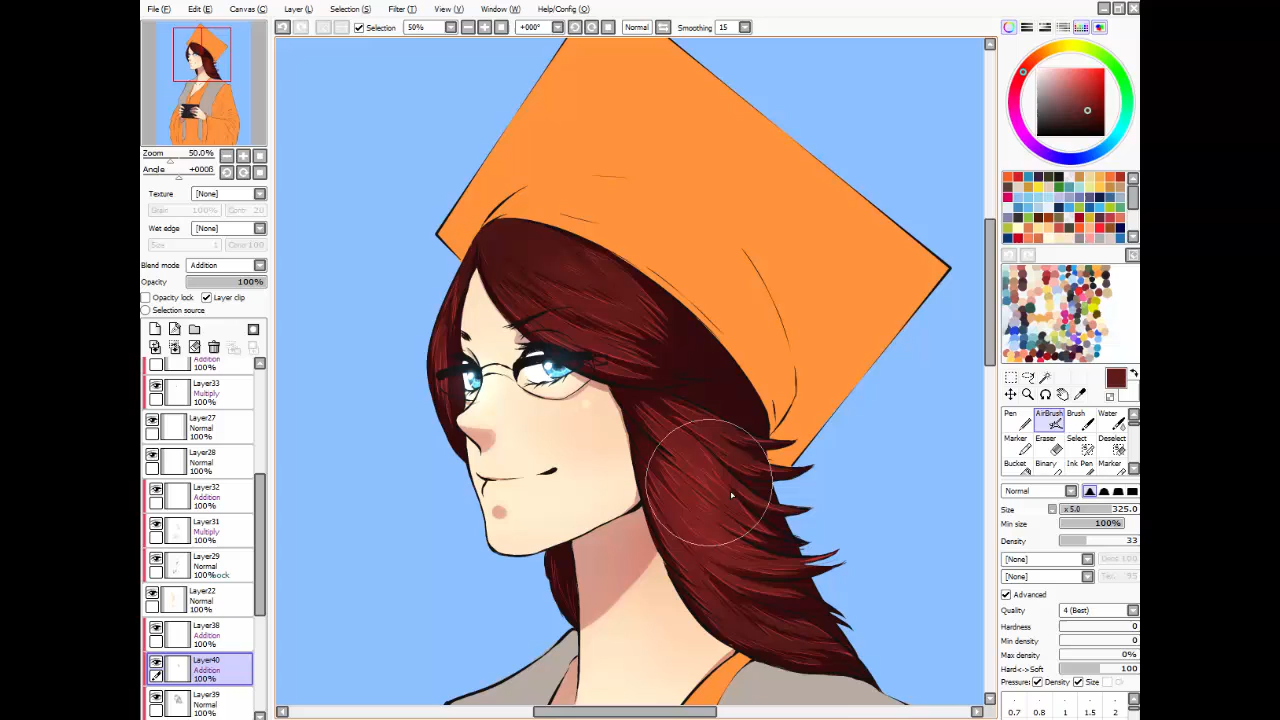 File (F) Edit (E) Canvas (C) Layer (L) Selection (S) Filter (T) View (V) Window (W) Help/Config (O)
Selection 50% +000° Normal Smoothing 15
Zoom 50.0%
Angle
Texture [None]
100% 20
Wet edge [None]
Size 1
Blend mode Addition
Opacity 100%
Opacity lock Layer clip
Selection source
Addition
100%
Layer33
Multiply
100%
Layer27
Normal
100%
Layer28
Normal
100%
Layer32
Addition
100%
Layer31
Multiply
100%
Layer29
Normal
Layer22
Normal
100%
Layer38
Addition
100%
Layer40
Addition
100%
Layer39
Normal
100%
Pen AirBrush Brush Water
Marker Eraser Select Deselect
Bucket Binary Ink Pen Marker
Normal
Size x 5.0 325.0
Min size 100%
Density 33
[None]
[None] 95
Advanced
Quality 4 (Best)
Hardness 0
Min density 0
Max density 0%
Hard<->Soft 100
Pressure: Density Size
0.7 0.8 1 1.5 2